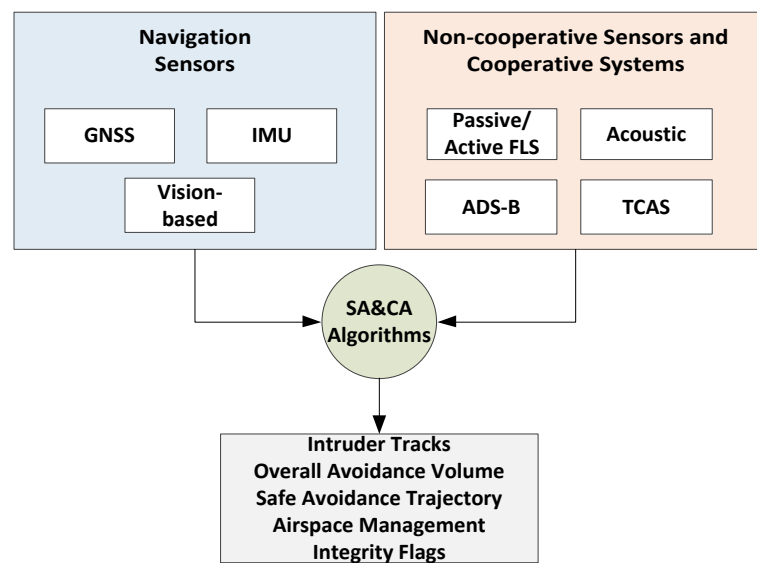 Navigation
Sensors
GNSS
IMU
Vision-
based
Non-cooperative Sensors and
Cooperative Systems
Passive/
Active FLS
Acoustic
ADS-B
TCAS
SA&CA
Algorithms
Intruder Tracks
Overall Avoidance Volume
Safe Avoidance Trajectory
Airspace Management
Integrity Flags